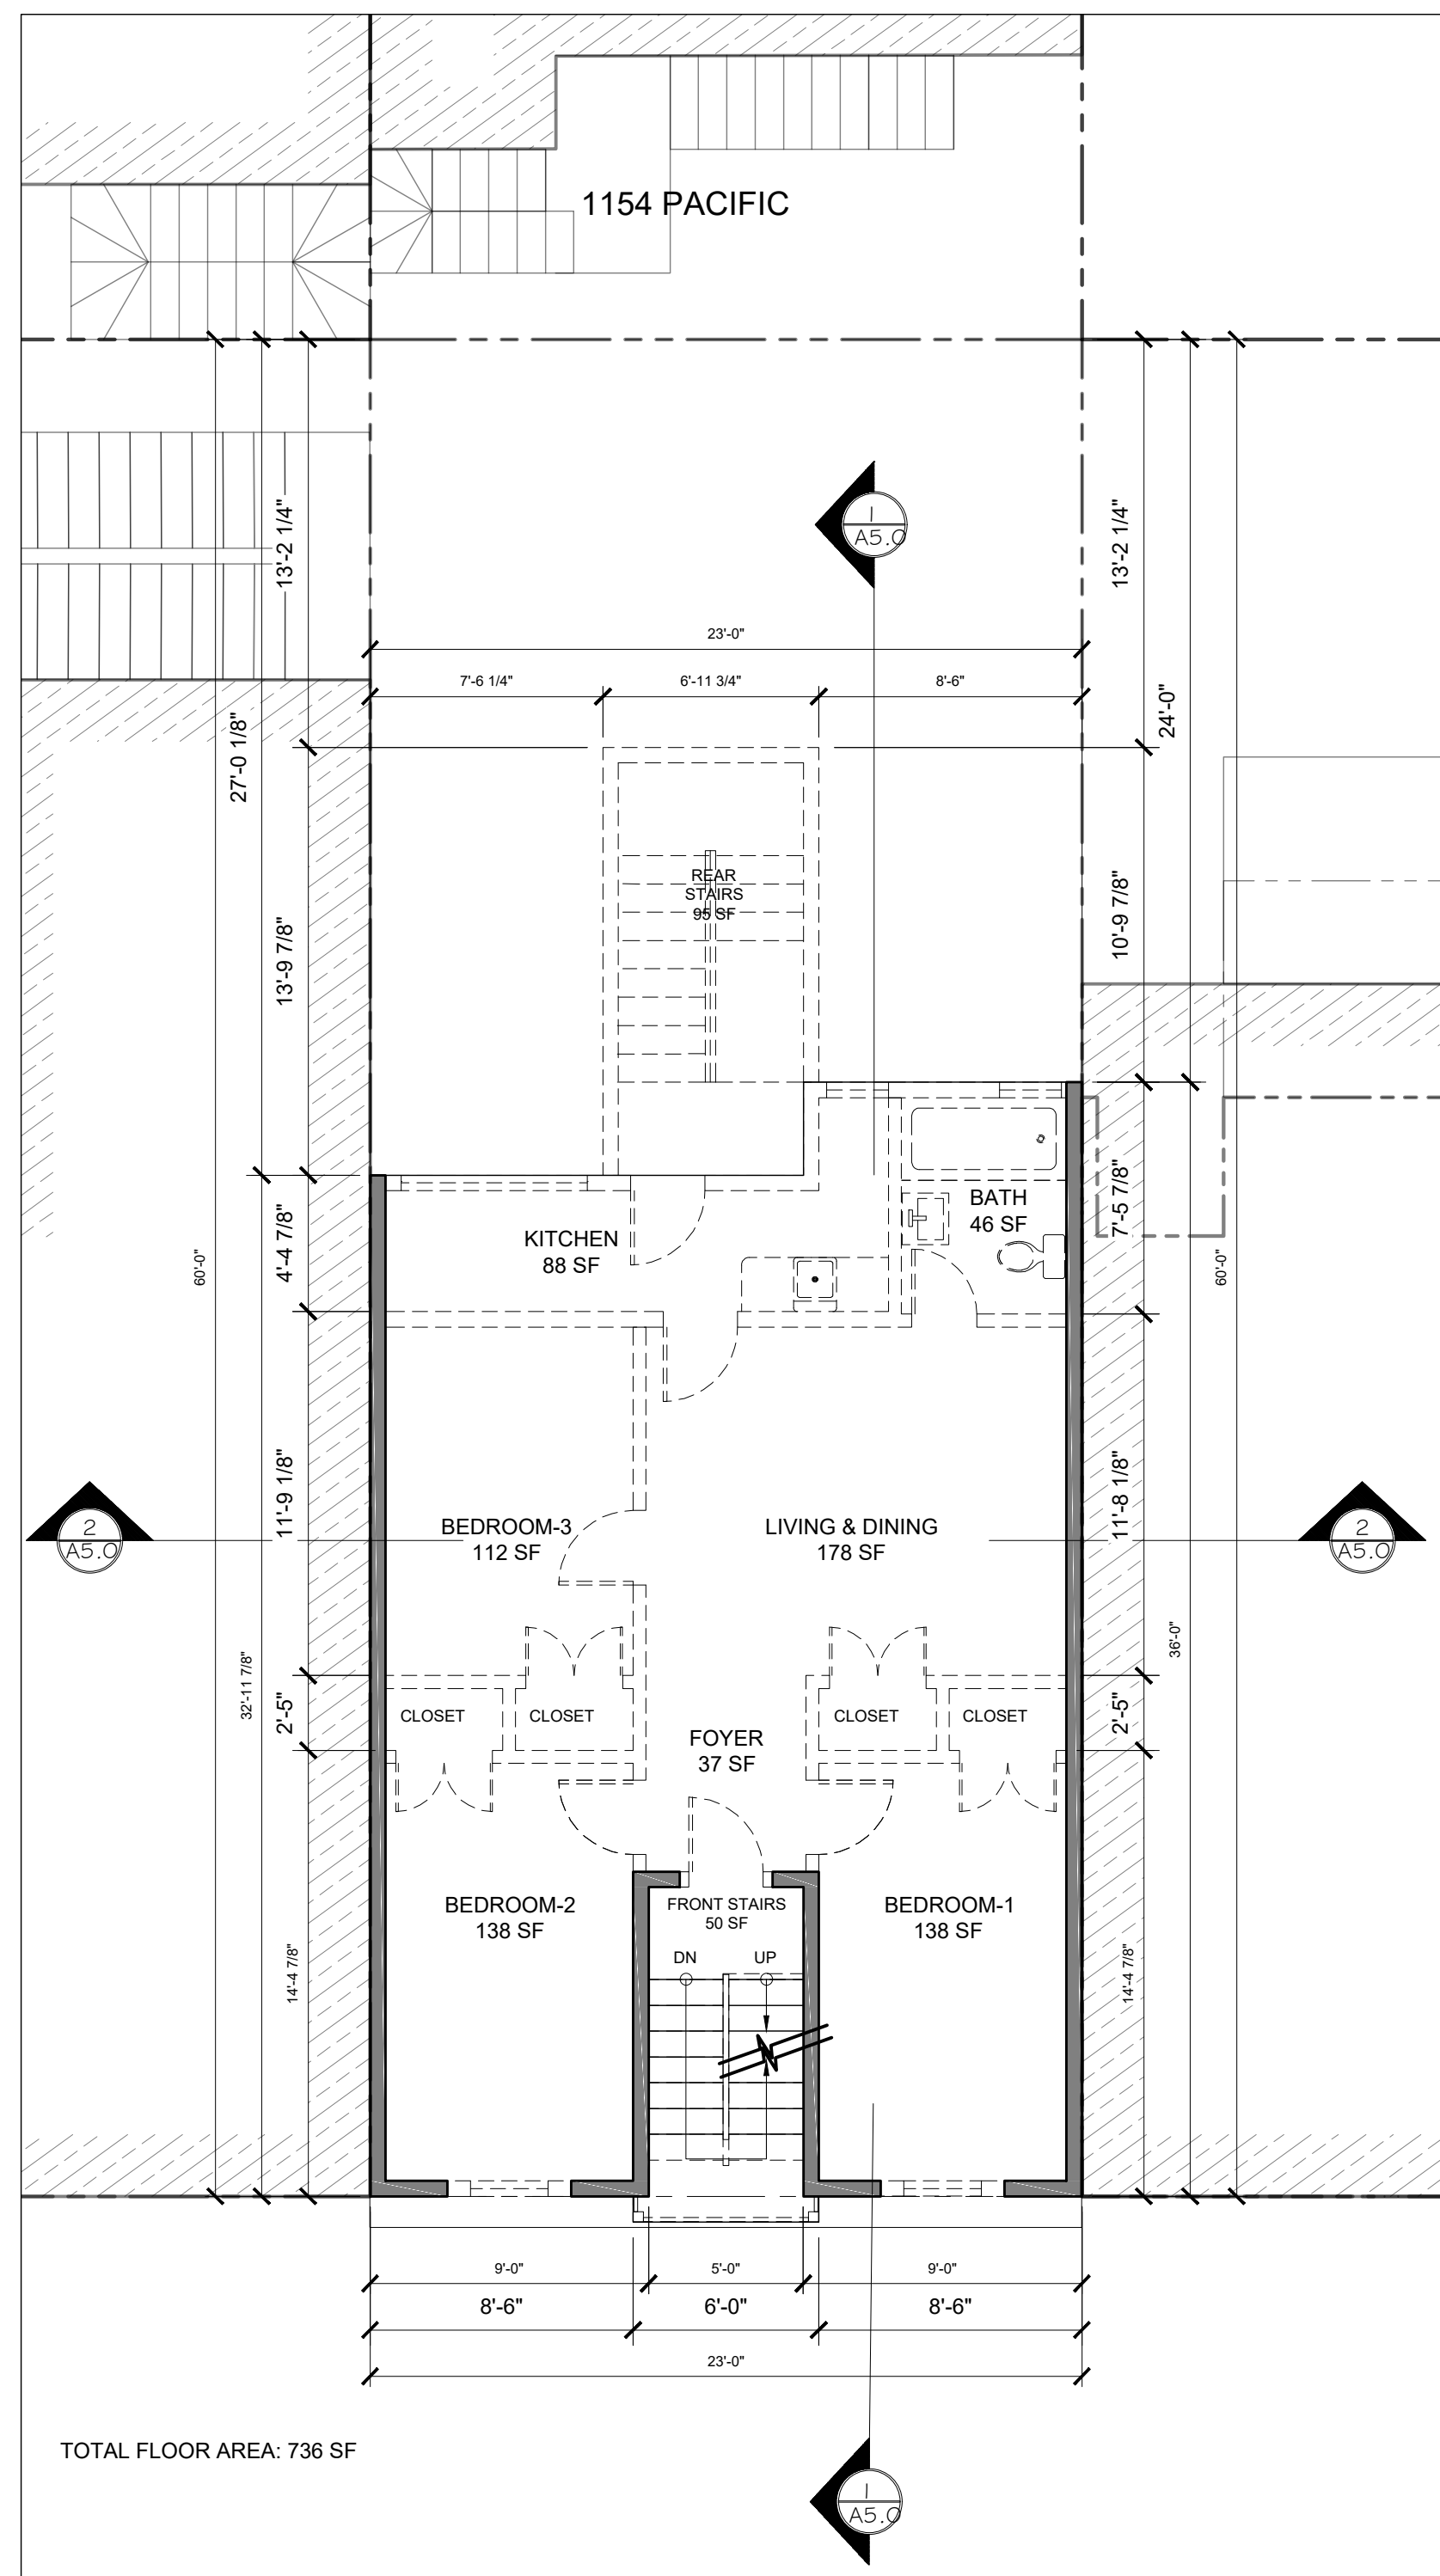 1154 PACIFIC
13'-2 1/4"
13'-2 1/4"
1
A5.0
23'-0"
7'-6 1/4"
6'-11 3/4"
8'-6"
24'-0"
27'-0 1/8"
REAR
STAIRS
95 SF
13'-9 7/8"
10'-9 7/8"
BATH
46 SF
7'-5 7/8"
KITCHEN
88 SF
4'-4 7/8"
60'-0"
60'-0"
11'-9 1/8"
11'-8 1/8"
BEDROOM-3
112 SF
LIVING & DINING
178 SF
2
A5.0
2
A5.0
36'-0"
32'-11 7/8"
2'-5"
CLOSET
CLOSET
CLOSET
CLOSET
2'-5"
FOYER
37 SF
BEDROOM-2
138 SF
FRONT STAIRS
50 SF
BEDROOM-1
138 SF
DN
UP
14'-4 7/8"
14'-4 7/8"
9'-0"
5'-0"
9'-0"
8'-6"
6'-0"
8'-6"
23'-0"
TOTAL FLOOR AREA: 736 SF
1
A5.0